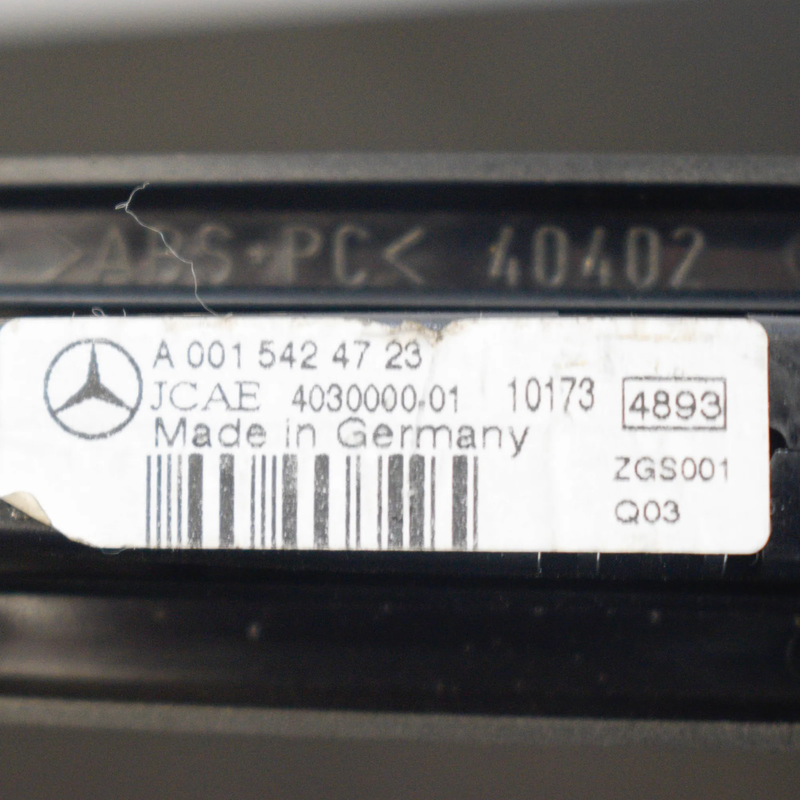 >ABS+PC< 40402
A 001 542 47 23
JCAE 4030000-01 10173 4893
Made in Germany
ZGS001
Q03